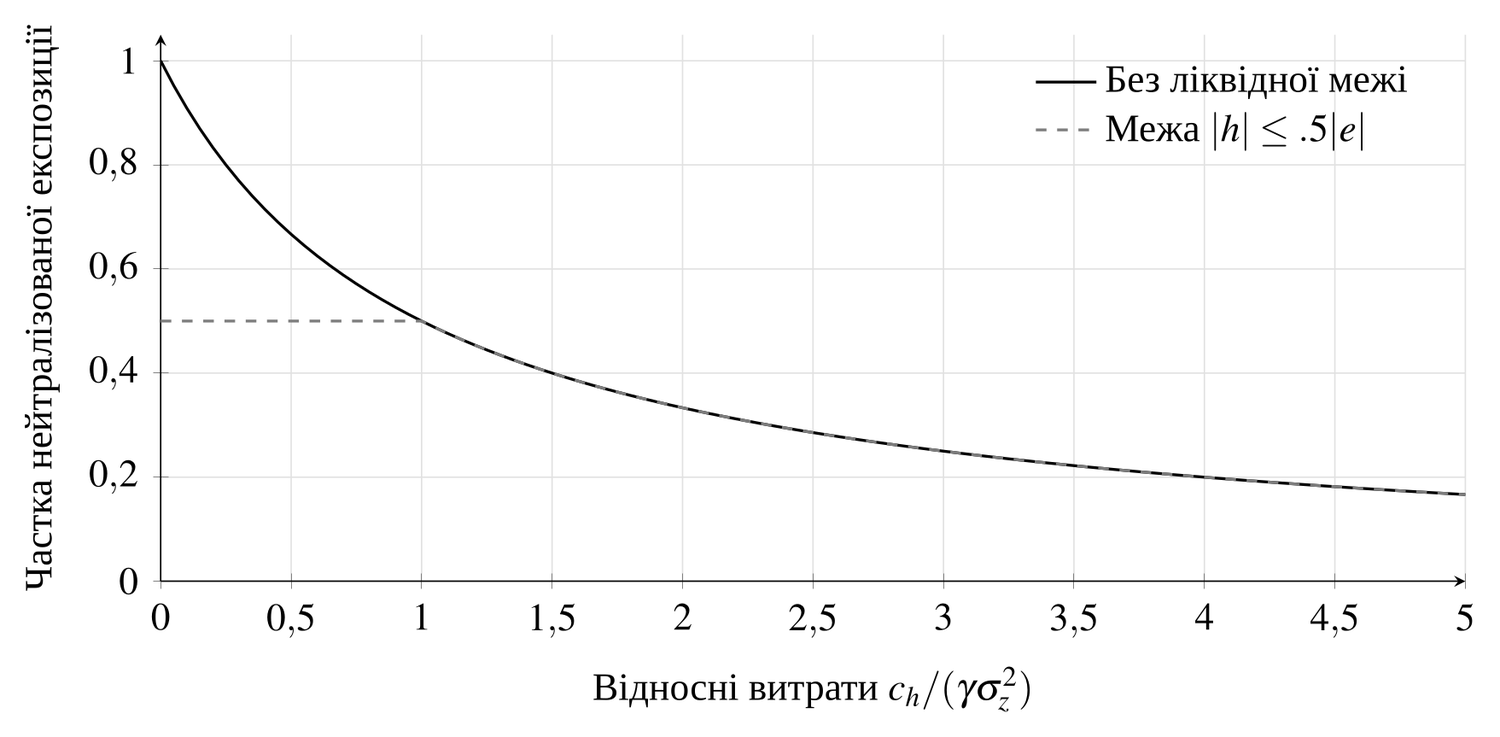 Частка нейтралізованої експозиції
1
0,8
0,6
0,4
0,2
0
Без ліквідної межі
Межа |h| ≤ .5|e|
0 0,5 1 1,5 2 2,5 3 3,5 4 4,5 5
Відносні витрати c_h/(γσ_z^2)